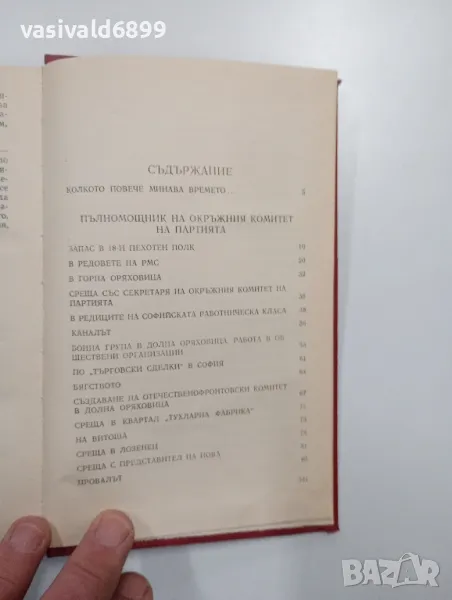 vasivald6899
СЪДЪРЖАНИЕ
КОЛКОТО ПОВЕЧЕ МИНАВА ВРЕМЕТО... 5
ПЪЛНОМОЩНИК НА ОКРЪЖНИЯ КОМИТЕТ
НА ПАРТИЯТА
ЗАПАС В 18-И ПЕХОТЕН ПОЛК
В РЕДОВЕТЕ НА РМС
В ГОРНА ОРЯХОВИЦА
СРЕЩА СЪС СЕКРЕТАРЯ НА ОКРЪЖНИЯ КОМИТЕТ НА
ПАРТИЯТА
В РЕДИЦИТЕ НА СОФИЙСКАТА РАБОТНИЧЕСКА КЛАСА
КАНАЛЪТ
БОЙНА ГРУПА В ДОЛНА ОРЯХОВИЦА. РАБОТА В ОБ
ЩЕСТВЕНИ ОРГАНИЗАЦИИ
ПО „ТЪРГОВСКИ СДЕЛКИ" В СОФИЯ
БЯГСТВОТО
СЪЗДАВАНЕ НА ОТЕЧЕСТВЕНОФРОНТОВСКИ КОМИТЕТ
В ДОЛНА ОРЯХОВИЦА
СРЕЩА В КВАРТАЛ „ТУХЛАРНА ФАБРИКА"
НА ВИТОША
СРЕЩА В ЛОЗЕНЕЦ
СРЕЩА С ПРЕДСТАВИТЕЛ НА НОВА
ПРОВАЛЪТ
BAZAR